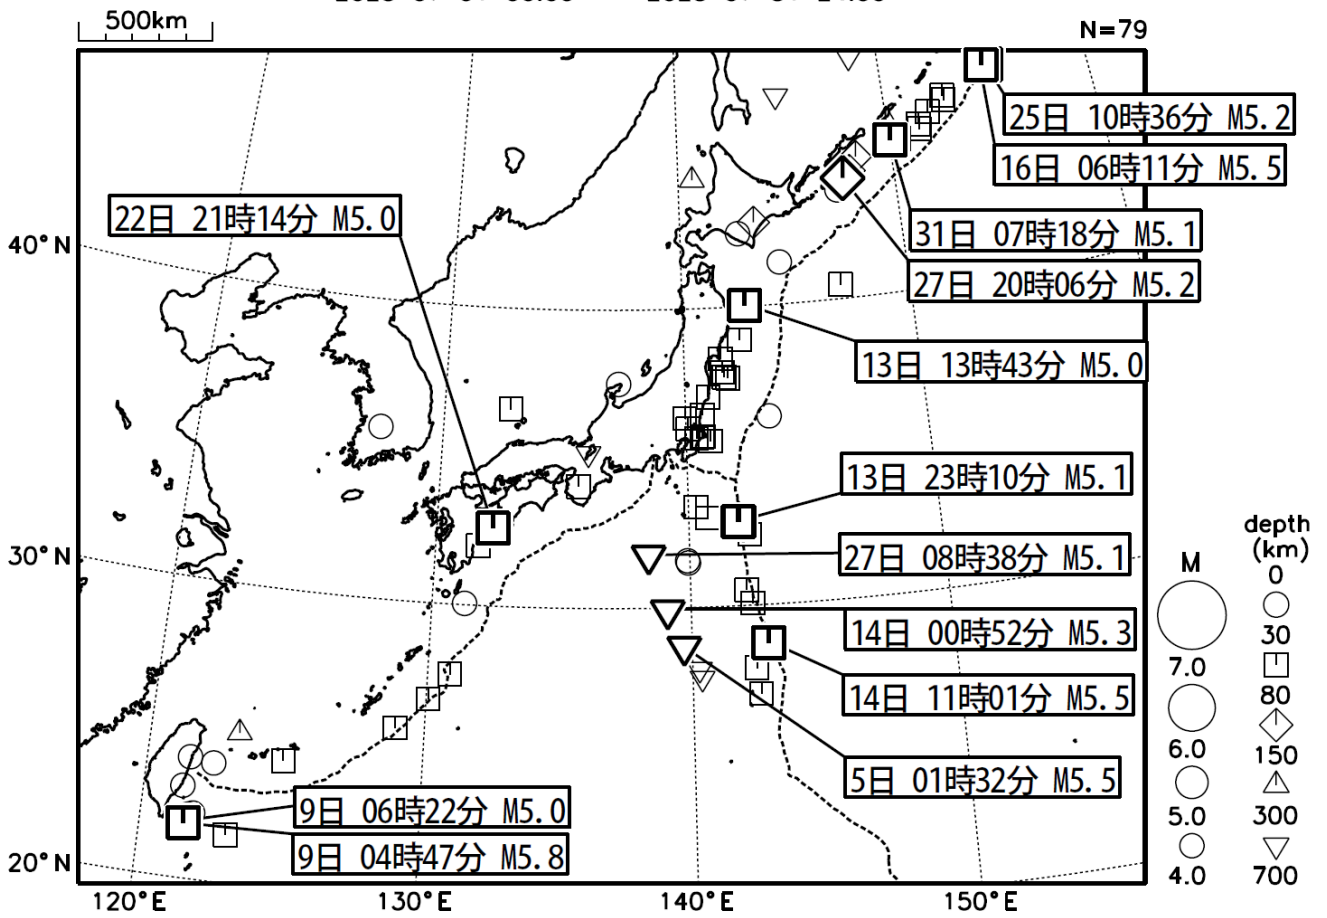 500km
N=79
25日 10時36分 M5.2
16日 06時11分 M5.5
22日 21時14分 M5.0
31日 07時18分 M5.1
40°N
27日 20時06分 M5.2
13日 13時43分 M5.0
13日 23時10分 M5.1
depth
(km)
30°N
27日 08時38分 M5.1
M
0
14日 00時52分 M5.3
30
7.0
14日 11時01分 M5.5
80
6.0
150
5日 01時32分 M5.5
9日 06時22分 M5.0
5.0
300
9日 04時47分 M5.8
20°N
4.0
700
120°E
130°E
140°E
150°E